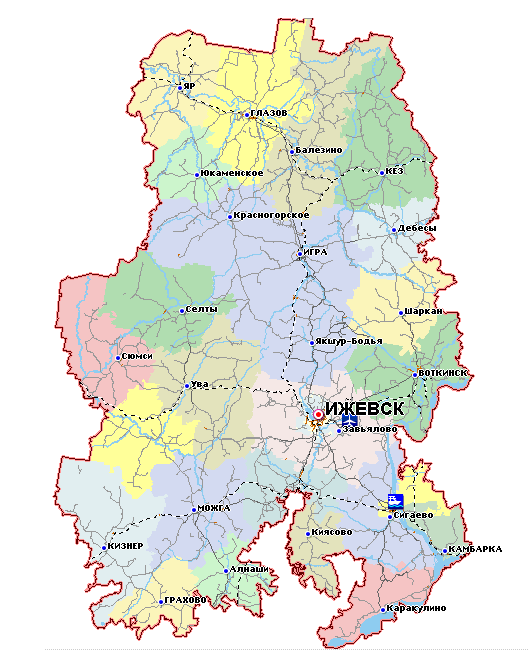 ЯР
ГЛАЗОВ
Балезино
Юкаменское
КЕЗ
Красногорское
Дебесы
ИГРА
Селты
Шаркан
Якшур-Бодья
Сюмси
ВОТКИНСК
Ува
ИЖЕВСК
Завьялово
МОЖГА
Сигаево
Киясово
КИЗНЕР
КАМБАРКА
Алнаши
ГРАХОВО
Каракулино